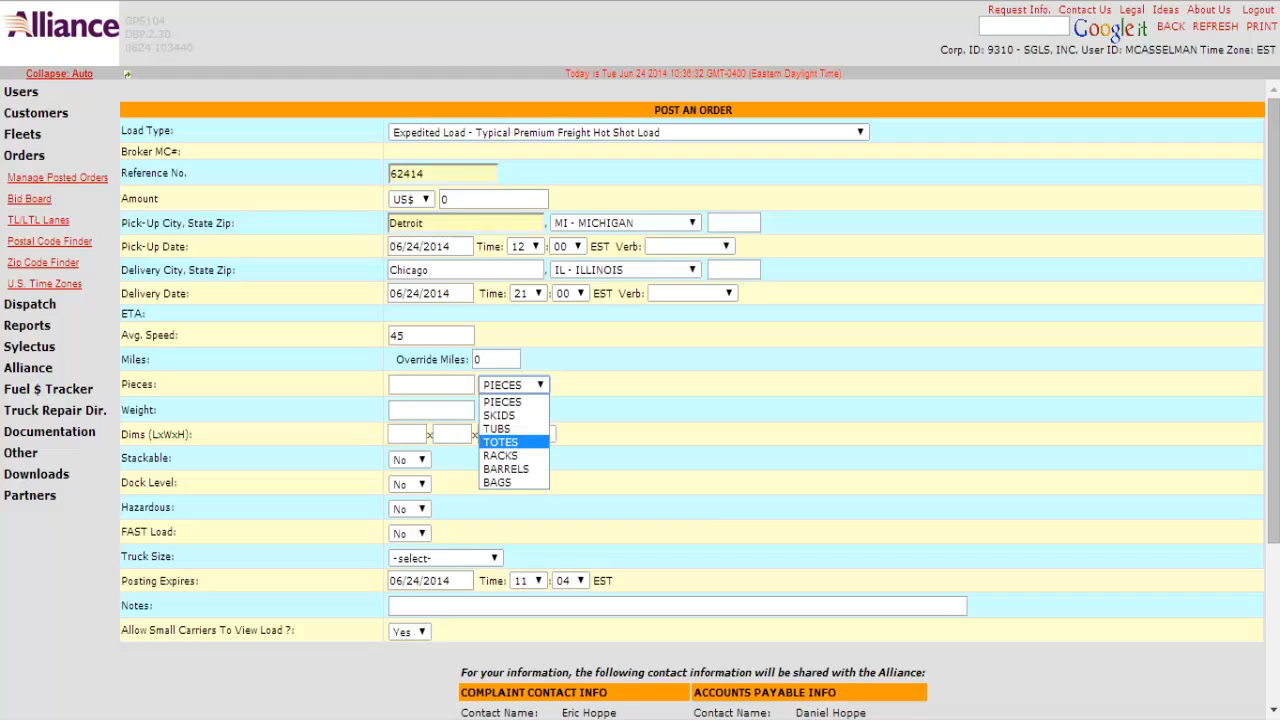 Alliance
GPS104
DBP.2.30
0624 103440
Request Info. Contact Us Legal Ideas About Us Logout
Google it BACK REFRESH PRINT
Corp. ID: 9310 - SGLS, INC. User ID: MCASSELMAN Time Zone: EST
Collapse: Auto
Today is Tue Jun 24 2014 10:36:32 GMT-0400 (Eastern Daylight Time)
Users
Customers
Fleets
Orders
Manage Posted Orders
Bid Board
TL/LTL Lanes
Postal Code Finder
Zip Code Finder
U.S. Time Zones
Dispatch
Reports
Sylectus
Alliance
Fuel $ Tracker
Truck Repair Dir.
Documentation
Other
Downloads
Partners
POST AN ORDER
Load Type: Expedited Load - Typical Premium Freight Hot Shot Load
Broker MC#:
Reference No. 62414
Amount US$ 0
Pick-Up City, State Zip: Detroit , MI - MICHIGAN
Pick-Up Date: 06/24/2014 Time: 12 : 00 EST Verb:
Delivery City, State Zip: Chicago , IL - ILLINOIS
Delivery Date: 06/24/2014 Time: 21 : 00 EST Verb:
ETA:
Avg. Speed: 45
Miles: Override Miles: 0
Pieces: PIECES
PIECES
SKIDS
TUBS
TOTES
RACKS
BARRELS
BAGS
Weight:
Dims (LxWxH): x x
Stackable: No
Dock Level: No
Hazardous: No
FAST Load: No
Truck Size: -select-
Posting Expires: 06/24/2014 Time: 11 : 04 EST
Notes:
Allow Small Carriers To View Load ?: Yes
For your information, the following contact information will be shared with the Alliance:
COMPLAINT CONTACT INFO ACCOUNTS PAYABLE INFO
Contact Name: Eric Hoppe Contact Name: Daniel Hoppe